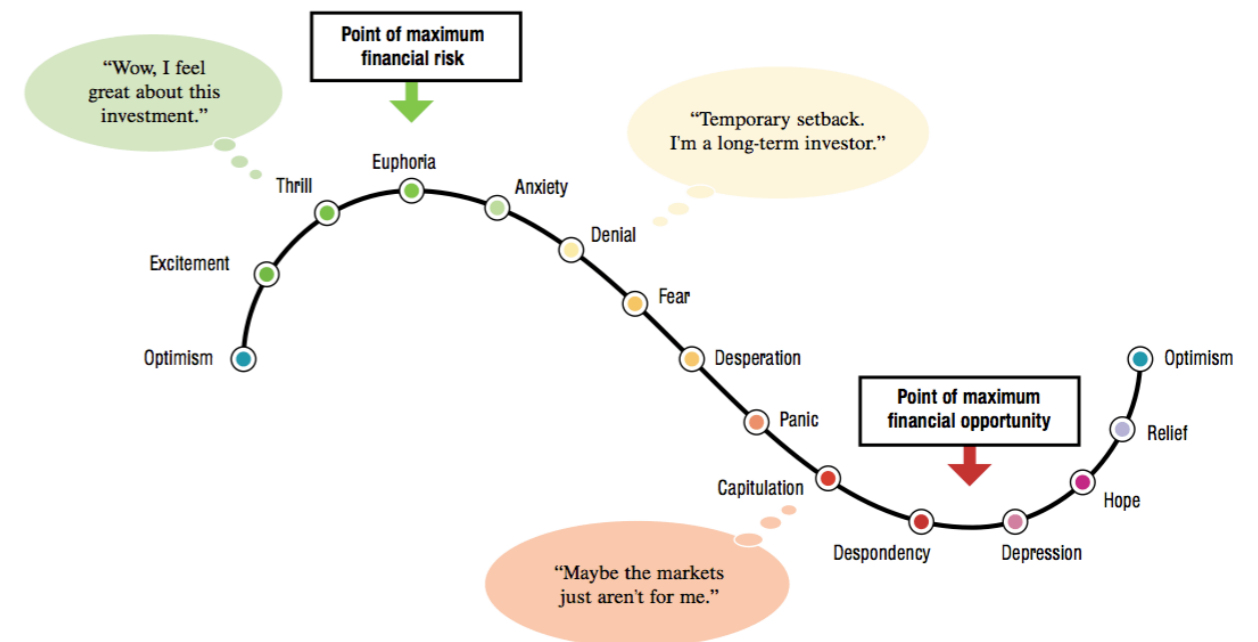 Point of maximum
financial risk
“Wow, I feel
great about this
investment.”
“Temporary setback.
I'm a long-term investor.”
Euphoria
Thrill
Anxiety
Denial
Excitement
Fear
Optimism
Desperation
Optimism
Point of maximum
financial opportunity
Panic
Relief
Capitulation
Hope
Despondency
Depression
“Maybe the markets
just aren't for me.”